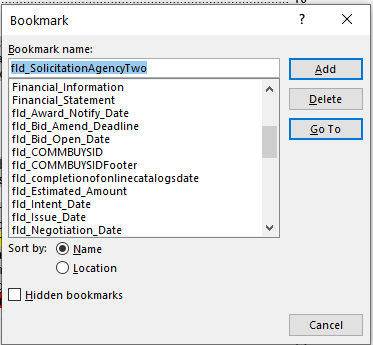 Bookmark
Bookmark name:
fld_SolicitationAgencyTwo
Add
Financial_Information
Financial_Statement
fld_Award_Notify_Date
fld_Bid_Amend_Deadline
fld_Bid_Open_Date
fld_COMMBUYSID
fld_COMMBUYSIDFooter
fld_completionofonlinecatalogsdate
fld_Estimated_Amount
fld_Intent_Date
fld_Issue_Date
fld_Negotiation_Date
Delete
Go To
Sort by:
Name
Location
Hidden bookmarks
Cancel